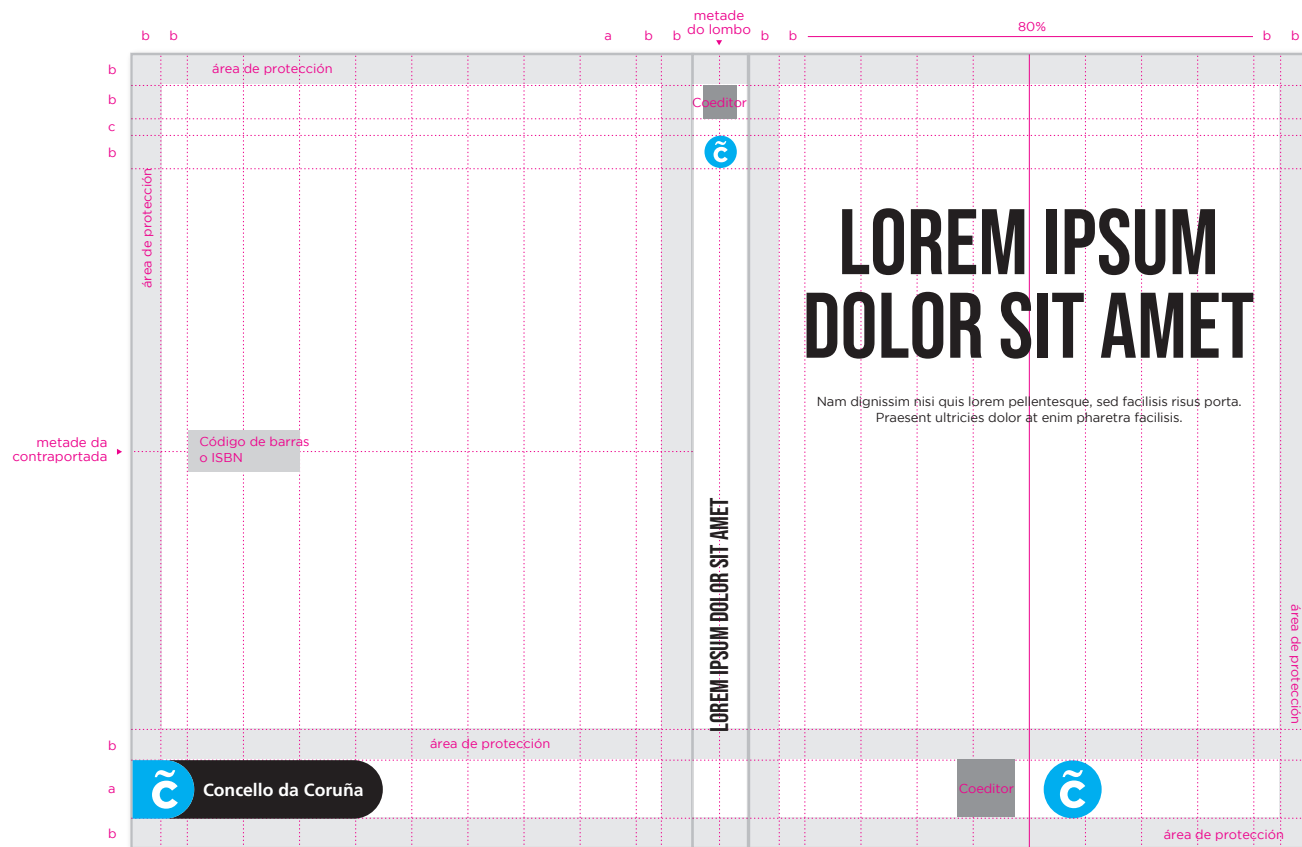 metade
do lombo
b b a b b b b 80% b b
b
área de protección
b
Coeditor
c
b
c̃
área de protección
LOREM IPSUM
DOLOR SIT AMET
Nam dignissim nisi quis lorem pellentesque, sed facilisis risus porta.
Praesent ultricies dolor at enim pharetra facilisis.
metade da
contraportada
Código de barras
o ISBN
LOREM IPSUM DOLOR SIT AMET
área de protección
b
área de protección
a
c̃ Concello da Coruña
Coeditor
c̃
b
área de protección